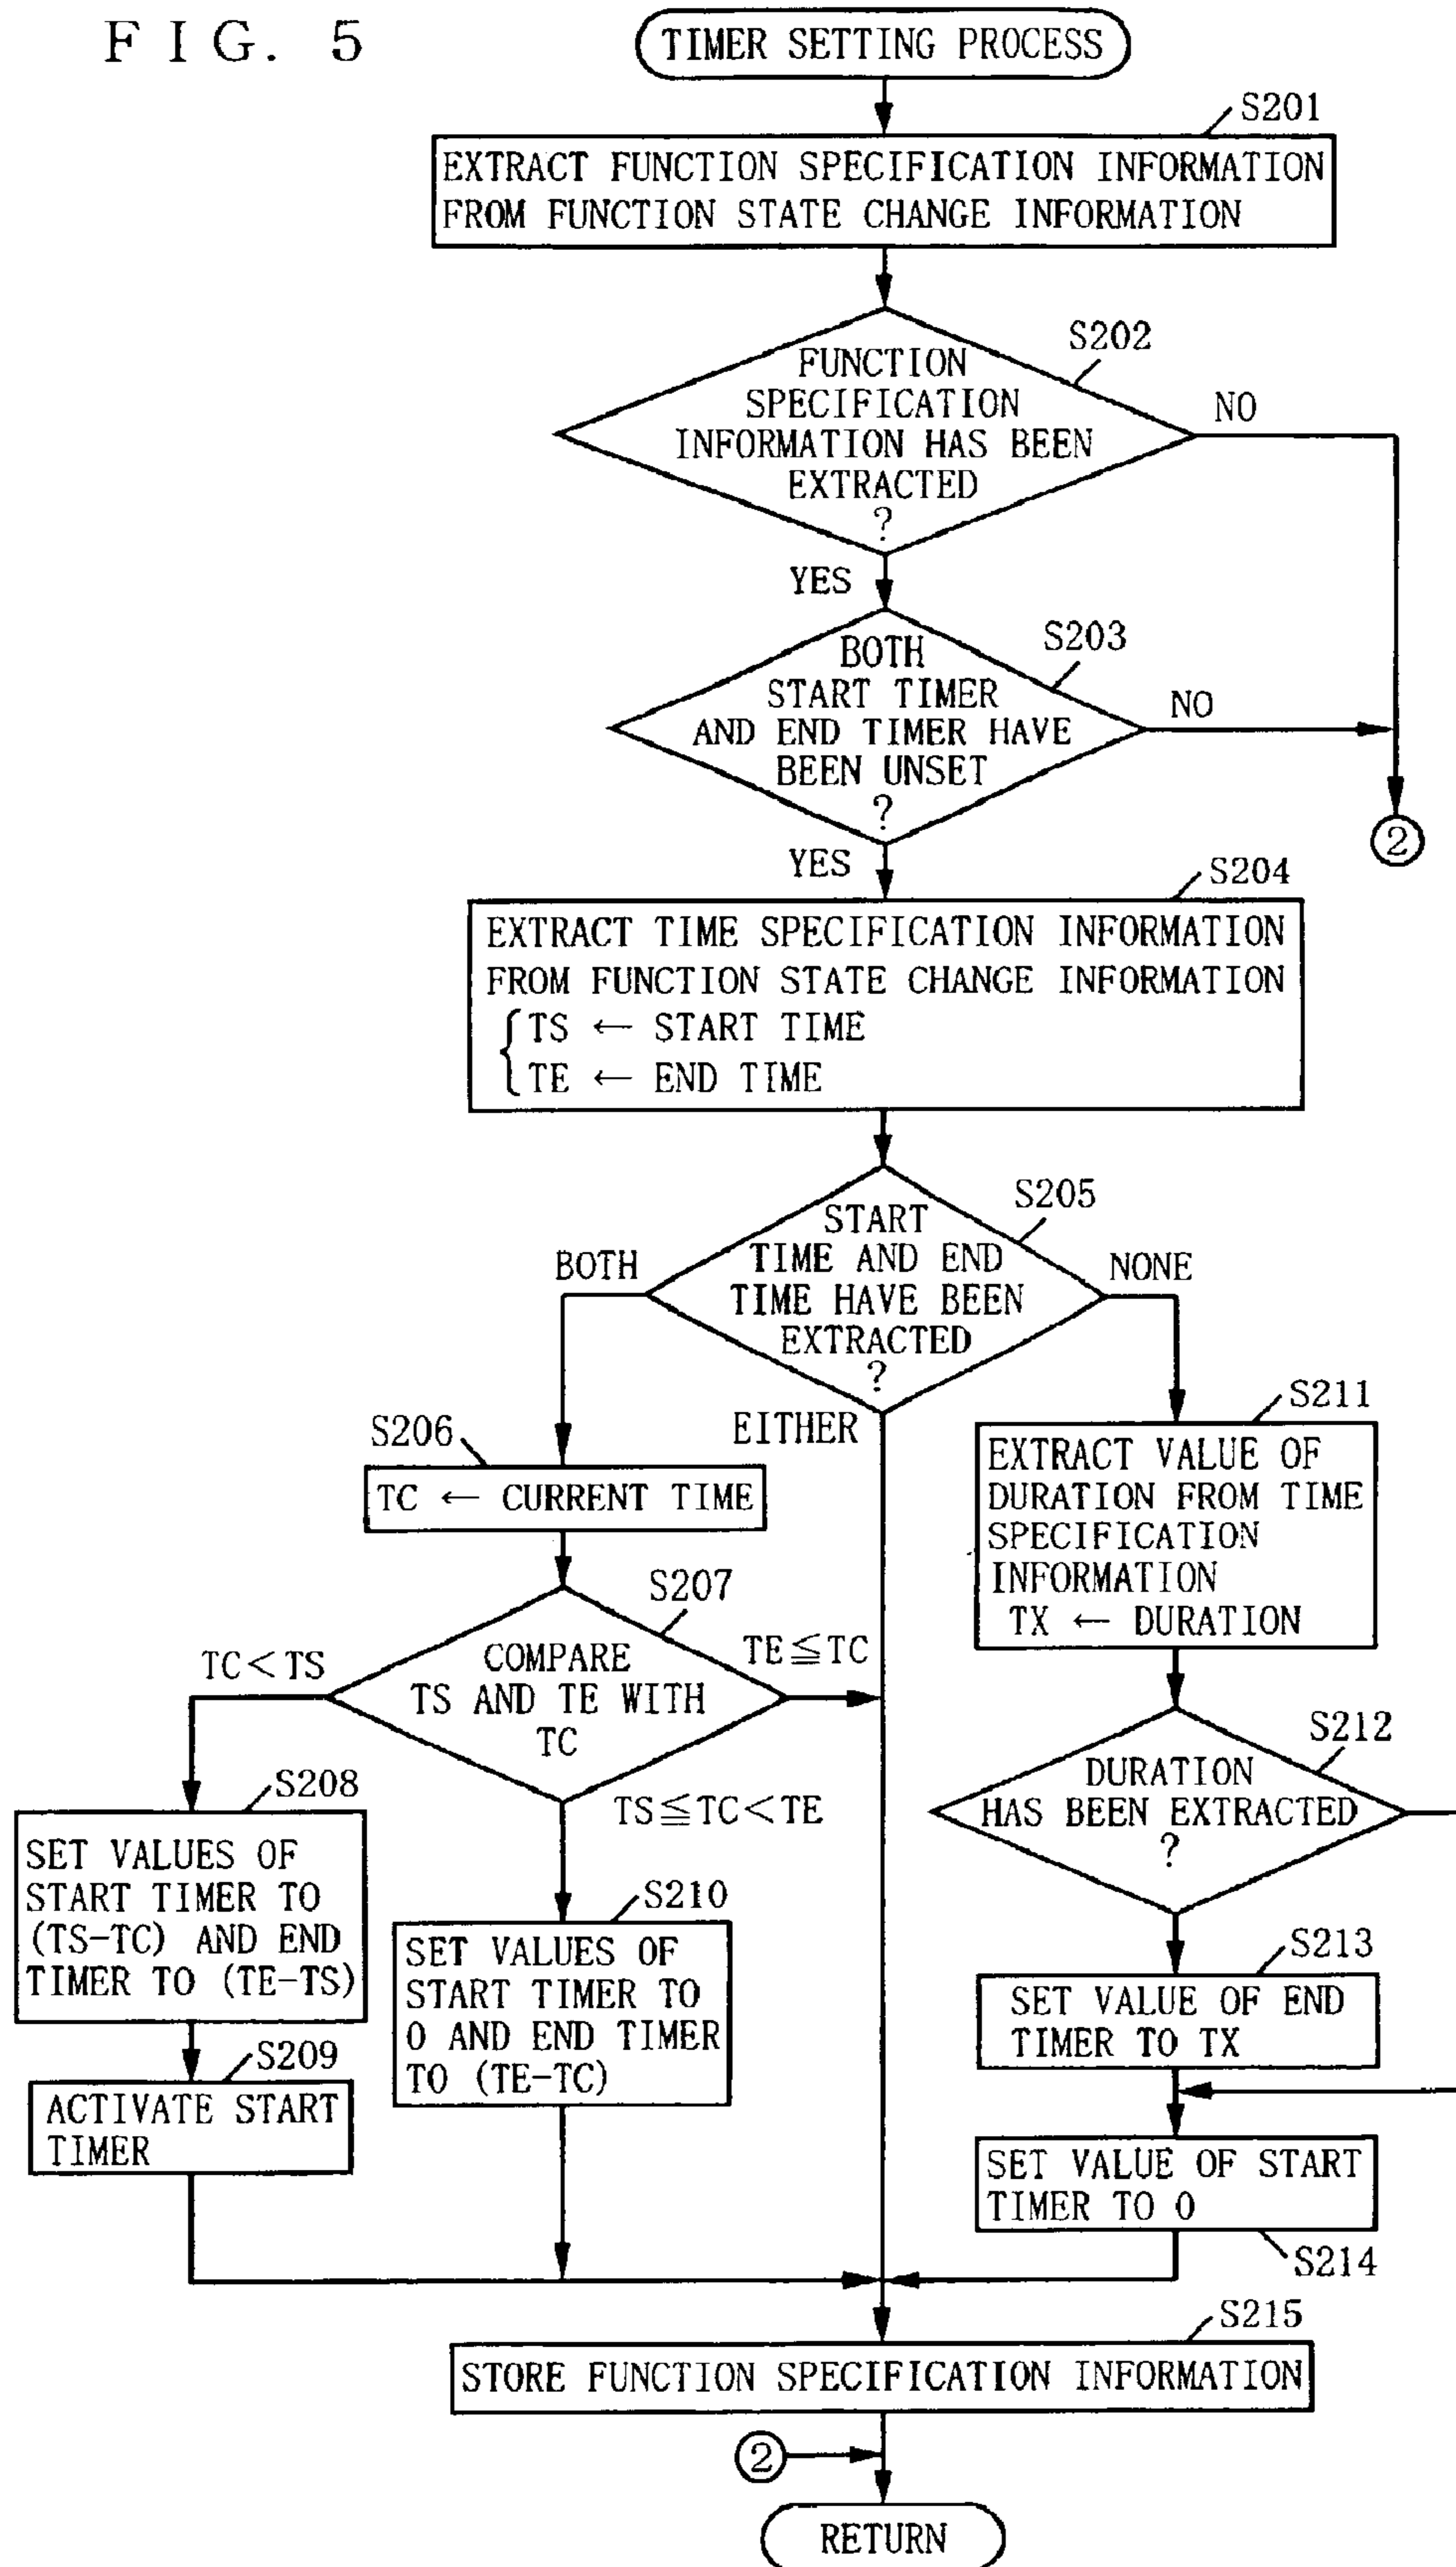 FIG. 5
TIMER SETTING PROCESS
S201
EXTRACT FUNCTION SPECIFICATION INFORMATION
FROM FUNCTION STATE CHANGE INFORMATION
S202
FUNCTION
SPECIFICATION
INFORMATION HAS BEEN
EXTRACTED
?
NO
YES
S203
BOTH
START TIMER
AND END TIMER HAVE
BEEN UNSET
?
NO
②
YES
S204
EXTRACT TIME SPECIFICATION INFORMATION
FROM FUNCTION STATE CHANGE INFORMATION
TS ← START TIME
TE ← END TIME
S205
START
TIME AND END
TIME HAVE BEEN
EXTRACTED
?
BOTH
NONE
EITHER
S206
TC ← CURRENT TIME
S207
COMPARE
TS AND TE WITH
TC
TC<TS
TE≦TC
TS≦TC<TE
S208
SET VALUES OF
START TIMER TO
(TS-TC) AND END
TIMER TO (TE-TS)
S209
ACTIVATE START
TIMER
S210
SET VALUES OF
START TIMER TO
0 AND END TIMER
TO (TE-TC)
S211
EXTRACT VALUE OF
DURATION FROM TIME
SPECIFICATION
INFORMATION
TX ← DURATION
S212
DURATION
HAS BEEN EXTRACTED
?
S213
SET VALUE OF END
TIMER TO TX
SET VALUE OF START
TIMER TO 0
S214
S215
STORE FUNCTION SPECIFICATION INFORMATION
②
RETURN